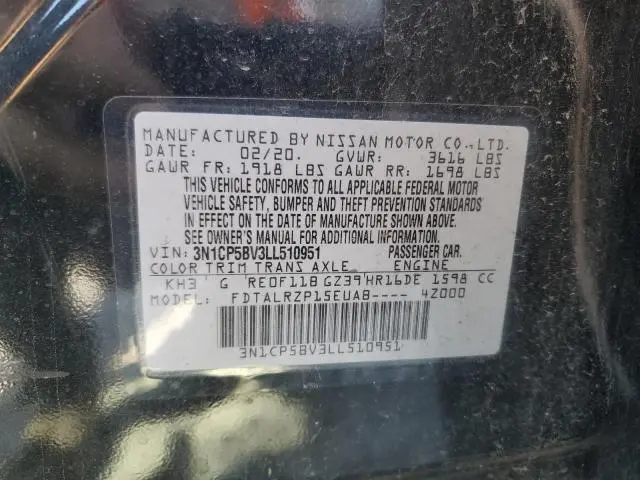 MANUFACTURED BY NISSAN MOTOR CO., LTD.
DATE: 02/20. GVWR: 3616 LBS
GAWR FR: 1918 LBS GAWR RR: 1698 LBS
THIS VEHICLE CONFORMS TO ALL APPLICABLE FEDERAL MOTOR
VEHICLE SAFETY, BUMPER AND THEFT PREVENTION STANDARDS
IN EFFECT ON THE DATE OF MANUFACTURE SHOWN ABOVE.
SEE OWNER'S MANUAL FOR ADDITIONAL INFORMATION.
VIN: 3N1CP5BV3LL510951 PASSENGER CAR.
COLOR TRIM TRANS AXLE ENGINE
KH3 G RE0F11B GZ39 HR16DE 1598 CC
MODEL: FDTALRZP15EUAB---- 4Z000
3N1CP5BV3LL510951